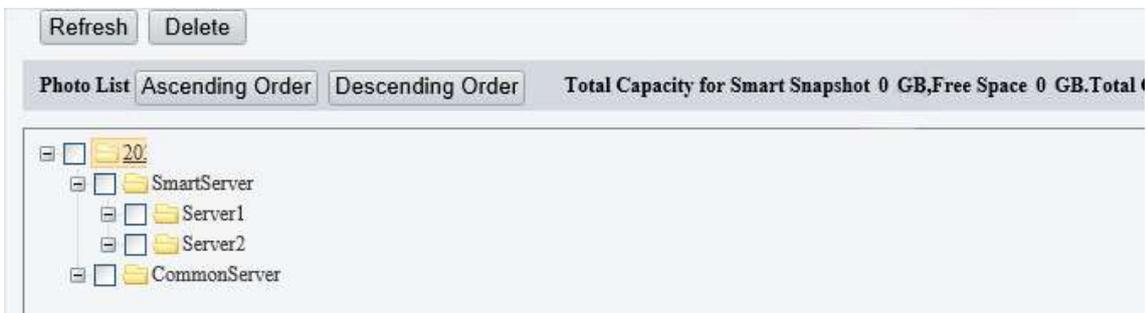 Refresh Delete
Photo List Ascending Order Descending Order Total Capacity for Smart Snapshot 0 GB,Free Space 0 GB.Total
SmartServer
Server1
Server2
CommonServer